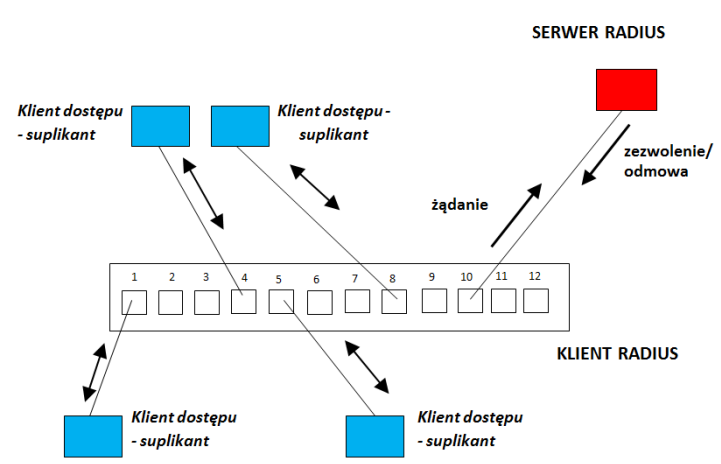 SERWER RADIUS
Klient dostępu
- suplikant
Klient dostępu -
suplikant
zezwolenie/
odmowa
żądanie
1 2 3 4 5 6 7 8 9 10 11 12
KLIENT RADIUS
Klient dostępu
- suplikant
Klient dostępu
- suplikant